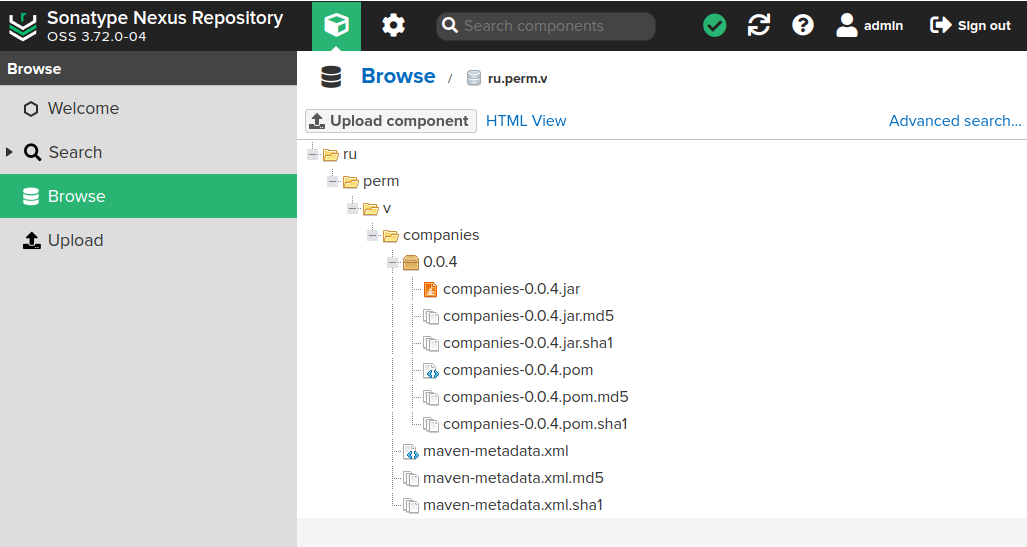 Sonatype Nexus Repository
OSS 3.72.0-04
Search components
admin
Sign out
Browse
Welcome
Search
Browse
Upload
Browse / ru.perm.v
Upload component
HTML View
Advanced search...
ru
perm
v
companies
0.0.4
companies-0.0.4.jar
companies-0.0.4.jar.md5
companies-0.0.4.jar.sha1
companies-0.0.4.pom
companies-0.0.4.pom.md5
companies-0.0.4.pom.sha1
maven-metadata.xml
maven-metadata.xml.md5
maven-metadata.xml.sha1